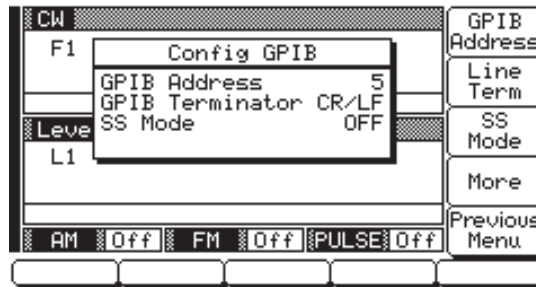 CW
F1
Config GPIB
GPIB Address 5
GPIB Terminator CR/LF
SS Mode OFF
Leve
L1
AM Off FM Off PULSE Off
GPIB
Address
Line
Term
SS
Mode
More
Previous
Menu